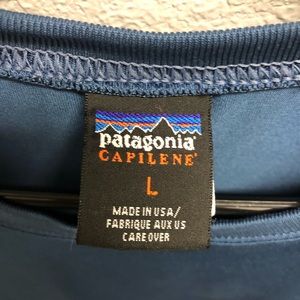 patagonia®
CAPILENE®
L
MADE IN USA/
FABRIQUE AUX US
CARE OVER